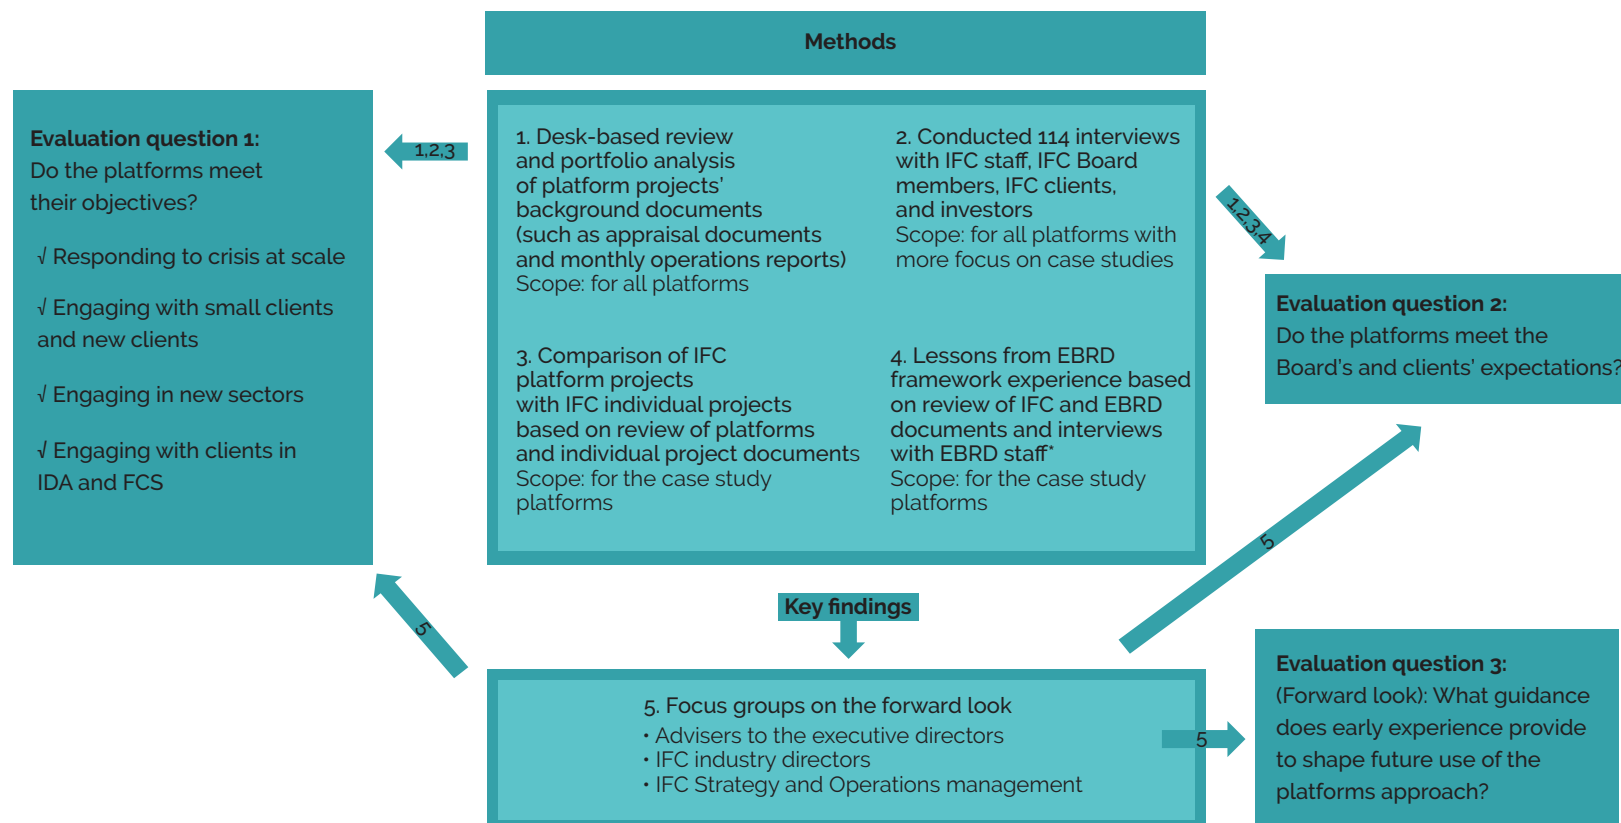 Methods
Evaluation question 1:
Do the platforms meet
their objectives?
√ Responding to crisis at scale
√ Engaging with small clients
and new clients
√ Engaging in new sectors
√ Engaging with clients in
IDA and FCS
1,2,3
1. Desk-based review
and portfolio analysis
of platform projects’
background documents
(such as appraisal documents
and monthly operations reports)
Scope: for all platforms
2. Conducted 114 interviews
with IFC staff, IFC Board
members, IFC clients,
and investors
Scope: for all platforms with
more focus on case studies
3. Comparison of IFC
platform projects
with IFC individual projects
based on review of platforms
and individual project documents
Scope: for the case study
platforms
4. Lessons from EBRD
framework experience based
on review of IFC and EBRD
documents and interviews
with EBRD staff*
Scope: for the case study
platforms
1,2,3,4
Evaluation question 2:
Do the platforms meet the
Board’s and clients’ expectations?
5
Key findings
5
5. Focus groups on the forward look
• Advisers to the executive directors
• IFC industry directors
• IFC Strategy and Operations management
5
Evaluation question 3:
(Forward look): What guidance
does early experience provide
to shape future use of the
platforms approach?